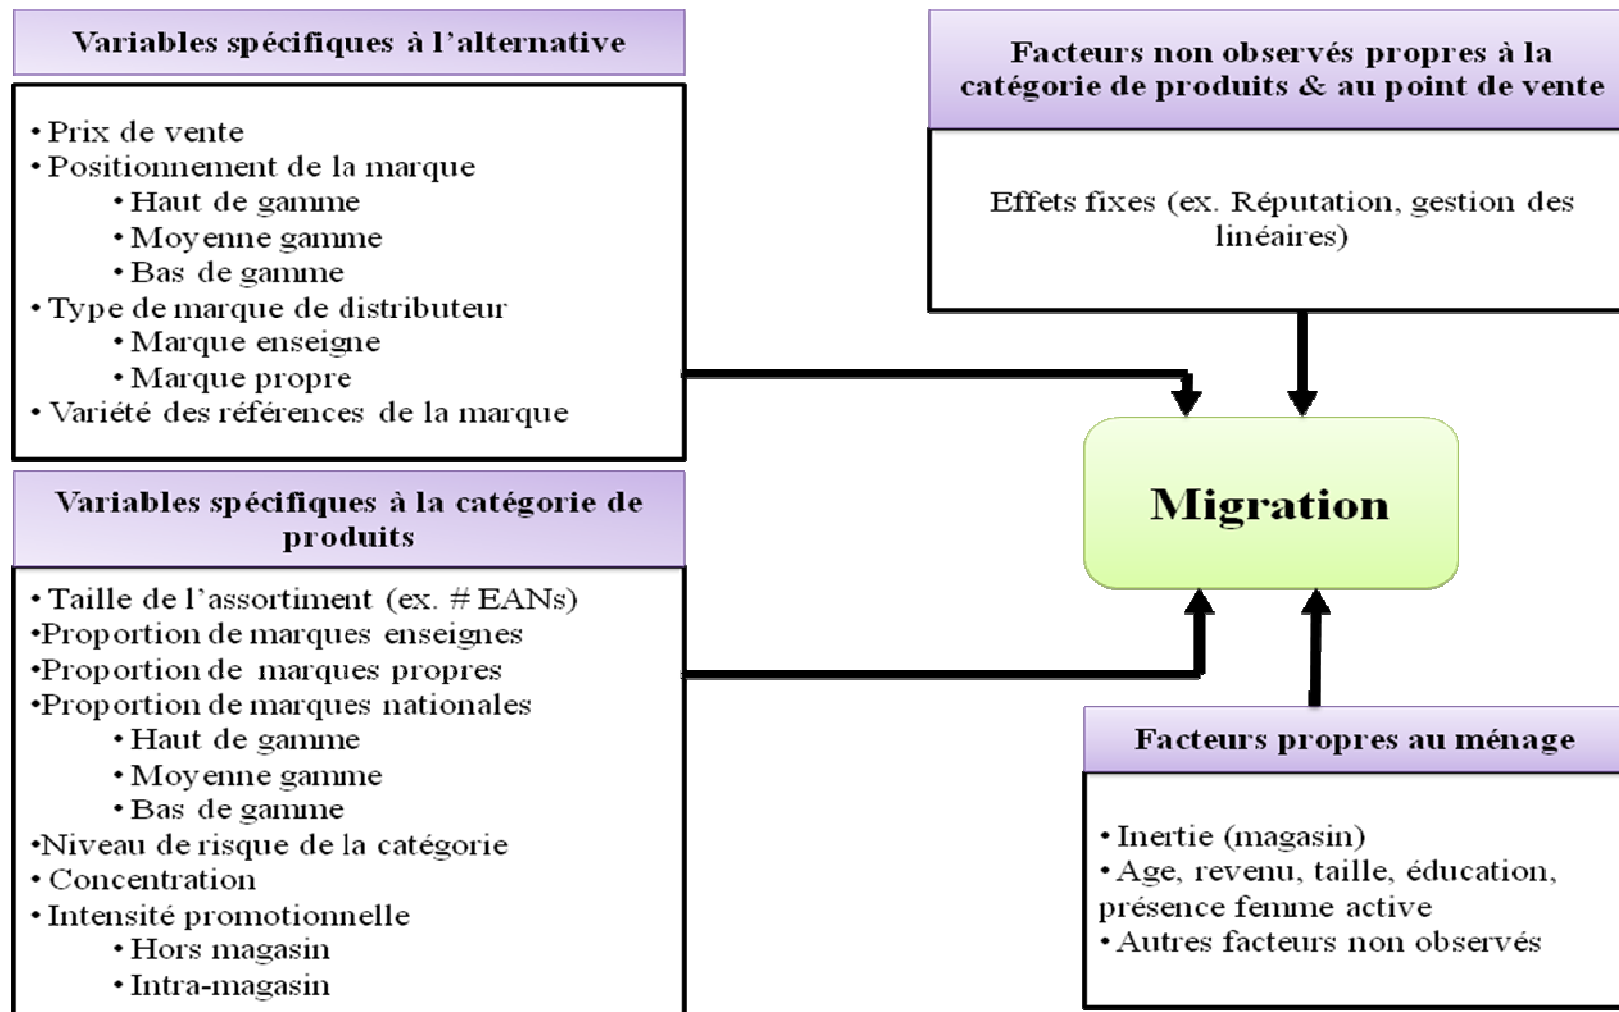 Variables spécifiques à l'alternative
• Prix de vente
• Positionnement de la marque
• Haut de gamme
• Moyenne gamme
• Bas de gamme
• Type de marque de distributeur
• Marque enseigne
• Marque propre
• Variété des références de la marque
Variables spécifiques à la catégorie de
produits
• Taille de l'assortiment (ex. # EANs)
•Proportion de marques enseignes
•Proportion de marques propres
•Proportion de marques nationales
• Haut de gamme
• Moyenne gamme
• Bas de gamme
•Niveau de risque de la catégorie
• Concentration
• Intensité promotionnelle
• Hors magasin
• Intra-magasin
Facteurs non observés propres à la
catégorie de produits & au point de vente
Effets fixes (ex. Réputation, gestion des
linéaires)
Migration
Facteurs propres au ménage
• Inertie (magasin)
• Age, revenu, taille, éducation,
présence femme active
• Autres facteurs non observés